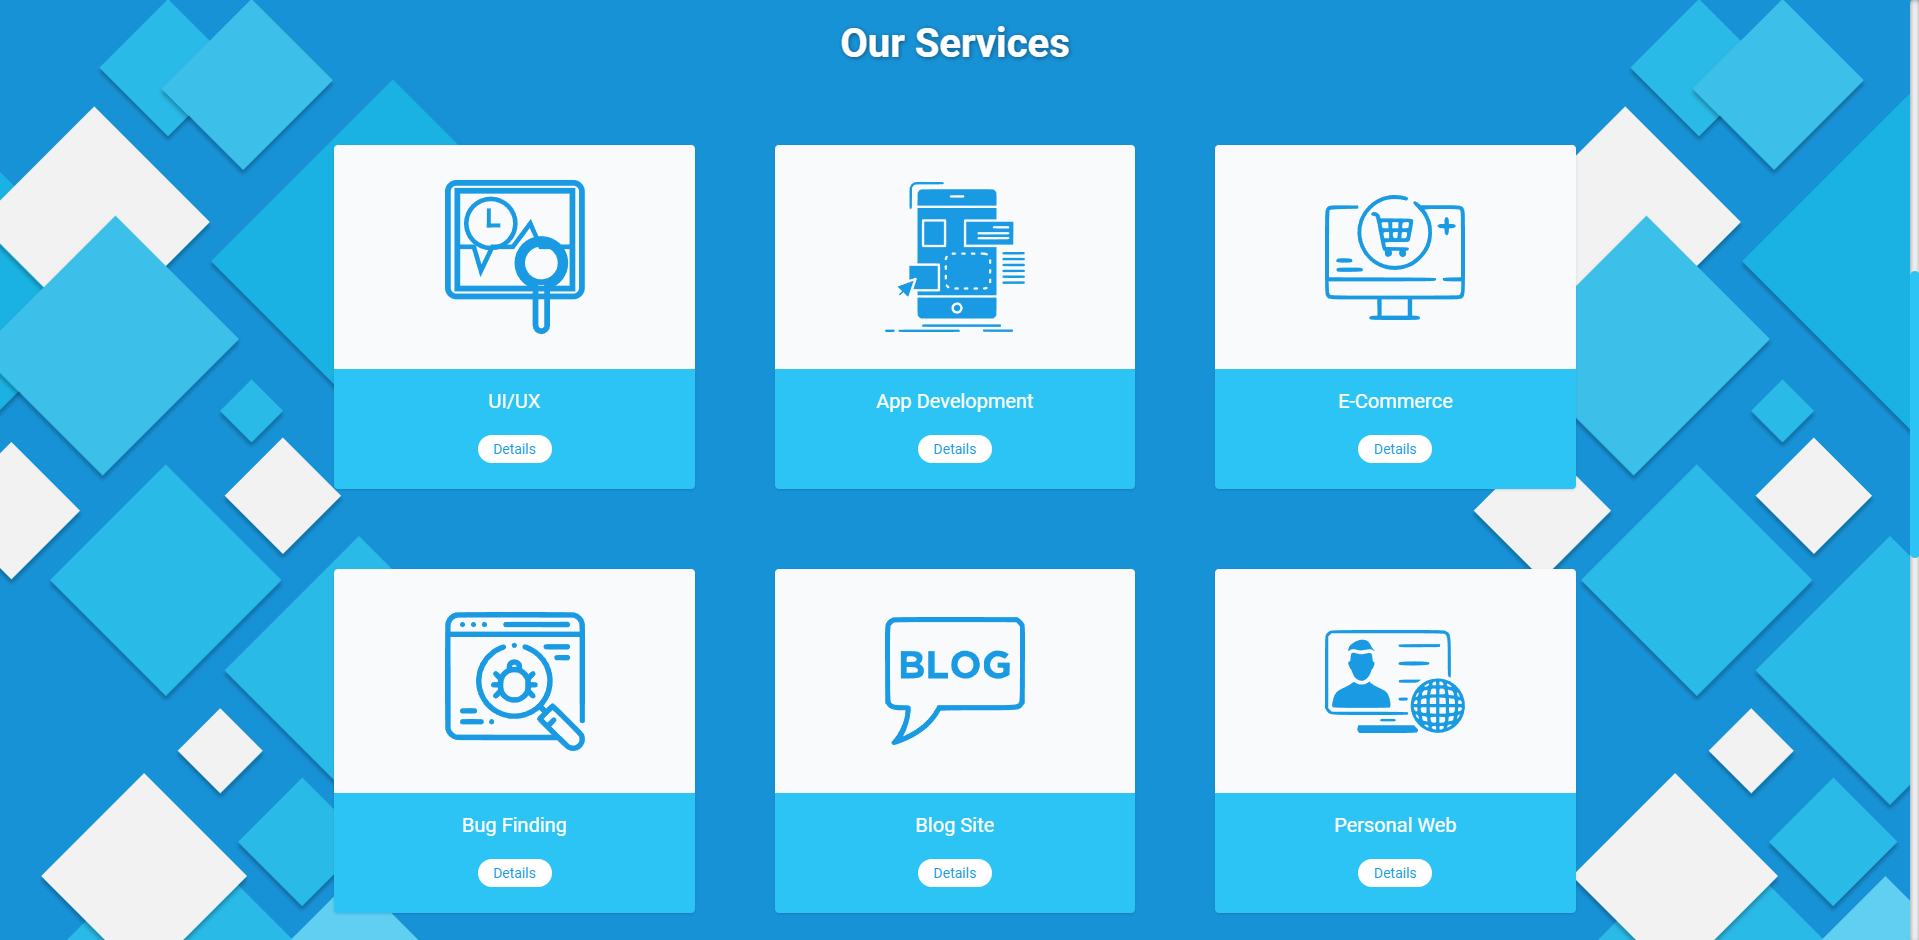 Our Services
UI/UX
Details
App Development
Details
E-Commerce
Details
Bug Finding
Details
BLOG
Blog Site
Details
Personal Web
Details